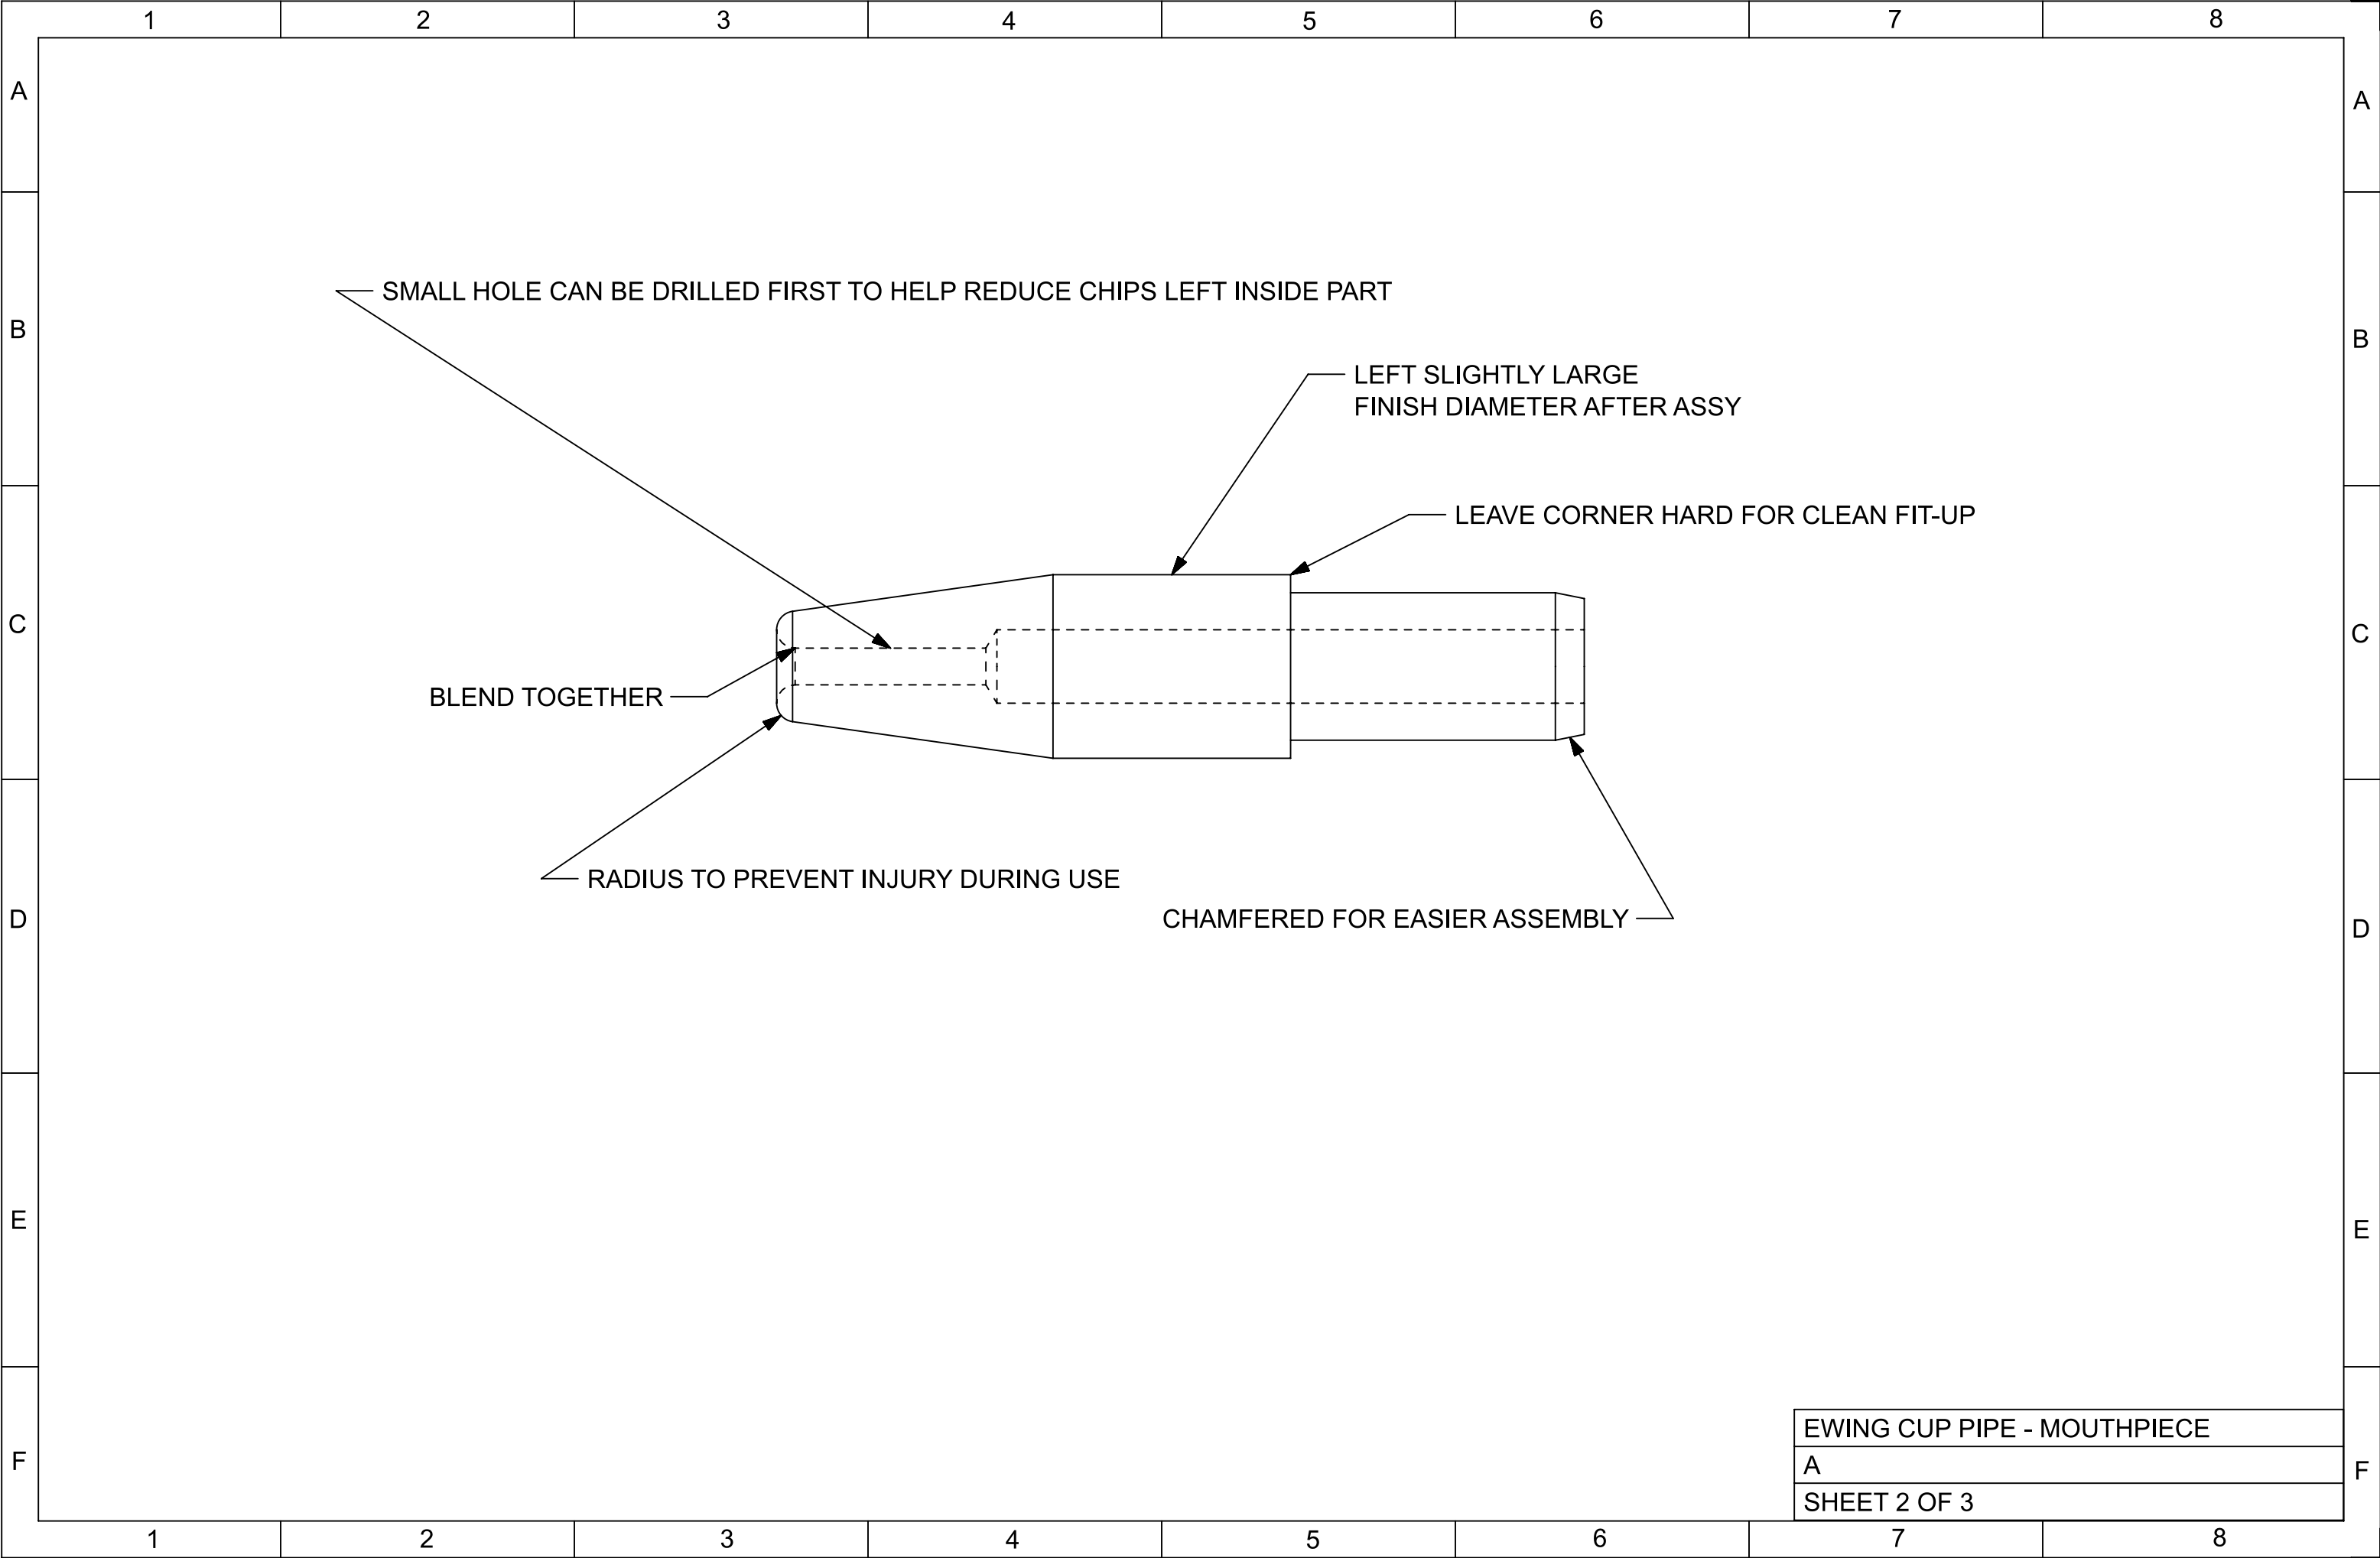 1 2 3 4 5 6 7 8
A A
SMALL HOLE CAN BE DRILLED FIRST TO HELP REDUCE CHIPS LEFT INSIDE PART
B B
LEFT SLIGHTLY LARGE
FINISH DIAMETER AFTER ASSY
LEAVE CORNER HARD FOR CLEAN FIT-UP
C C
BLEND TOGETHER
RADIUS TO PREVENT INJURY DURING USE
CHAMFERED FOR EASIER ASSEMBLY
D D
E E
EWING CUP PIPE - MOUTHPIECE
F F
A
SHEET 2 OF 3
1 2 3 4 5 6 7 8